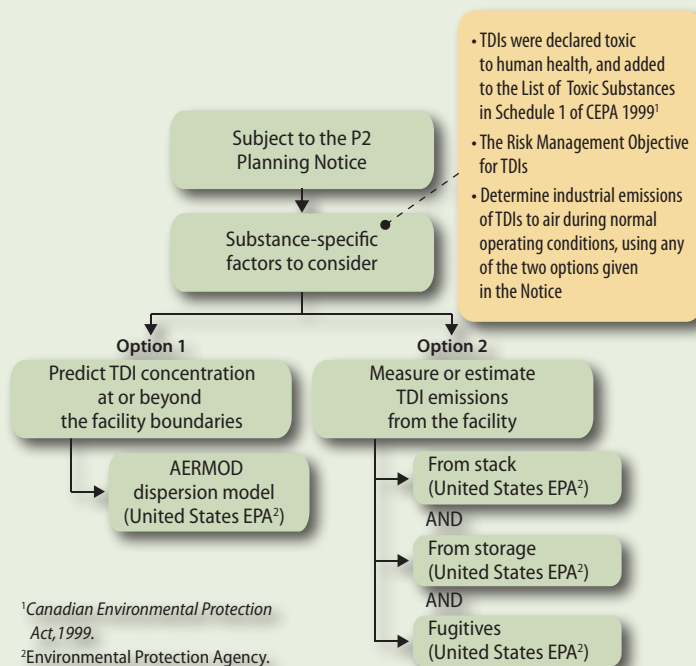 • TDIs were declared toxic
to human health, and added
to the List of Toxic Substances
in Schedule 1 of CEPA 1999¹
• The Risk Management Objective
for TDIs
• Determine industrial emissions
of TDIs to air during normal
operating conditions, using any
of the two options given
in the Notice
Subject to the P2
Planning Notice
Substance-specific
factors to consider
Option 1
Predict TDI concentration
at or beyond
the facility boundaries
AERMOD
dispersion model
(United States EPA²)
Option 2
Measure or estimate
TDI emissions
from the facility
From stack
(United States EPA²)
AND
From storage
(United States EPA²)
AND
Fugitives
(United States EPA²)
¹Canadian Environmental Protection
Act,1999.
²Environmental Protection Agency.